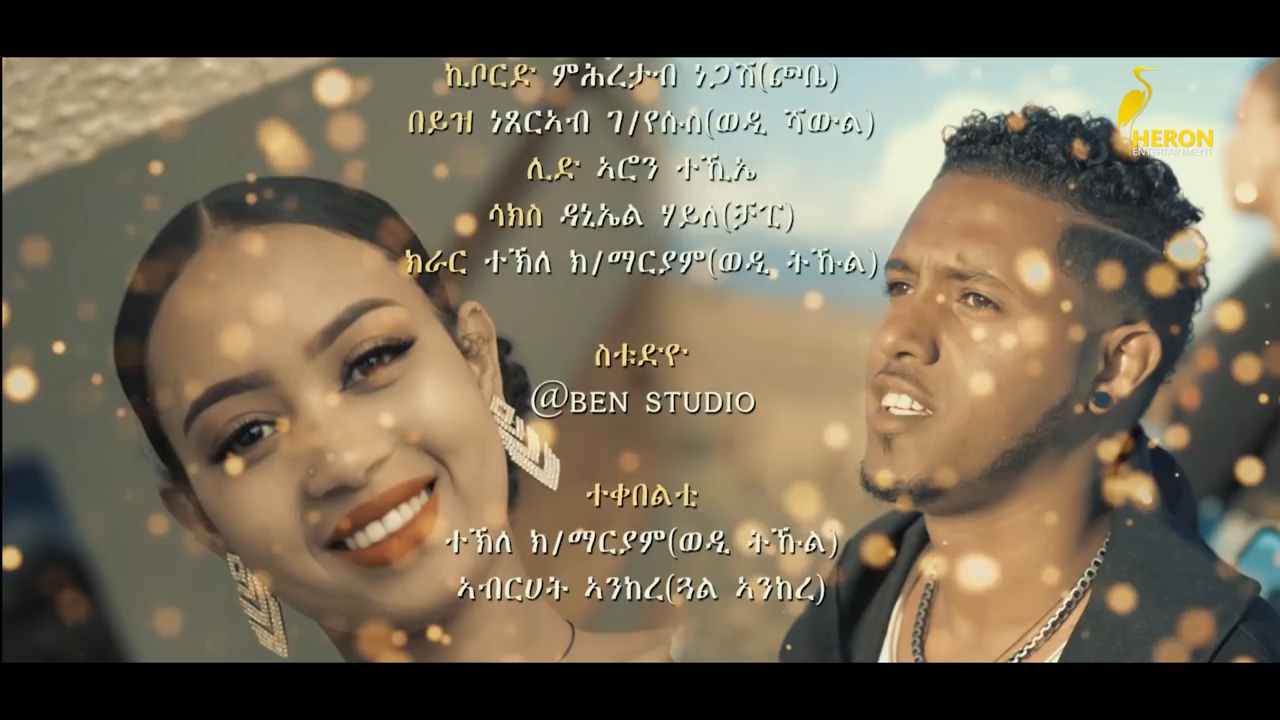 ኪቦርድ ምሕረታብ ነጋሽ(ጮቤ)
በይዝ ነጸርኣብ ገ/የሱስ(ወዲ ሻውል)
ሊድ ኣሮን ተኺኤ
ሳክስ ዳኒኤል ሃይለ(ቻፒ)
ክራር ተኽለ ክ/ማርያም(ወዲ ትኹል)
ስቱድዮ
@BEN STUDIO
ተቀበልቲ
ተኽለ ክ/ማርያም(ወዲ ትኹል)
ኣብርሀት ኣንከረ(ጓል ኣንከረ)
HERON
ENTERTAINMENT